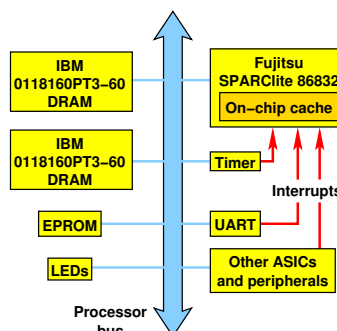 IBM
0118160PT3−60
DRAM
Fujitsu
SPARClite 86832
On−chip cache
IBM
0118160PT3−60
DRAM
Timer
Interrupts
EPROM
UART
LEDs
Other ASICs
and peripherals
Processor
bus